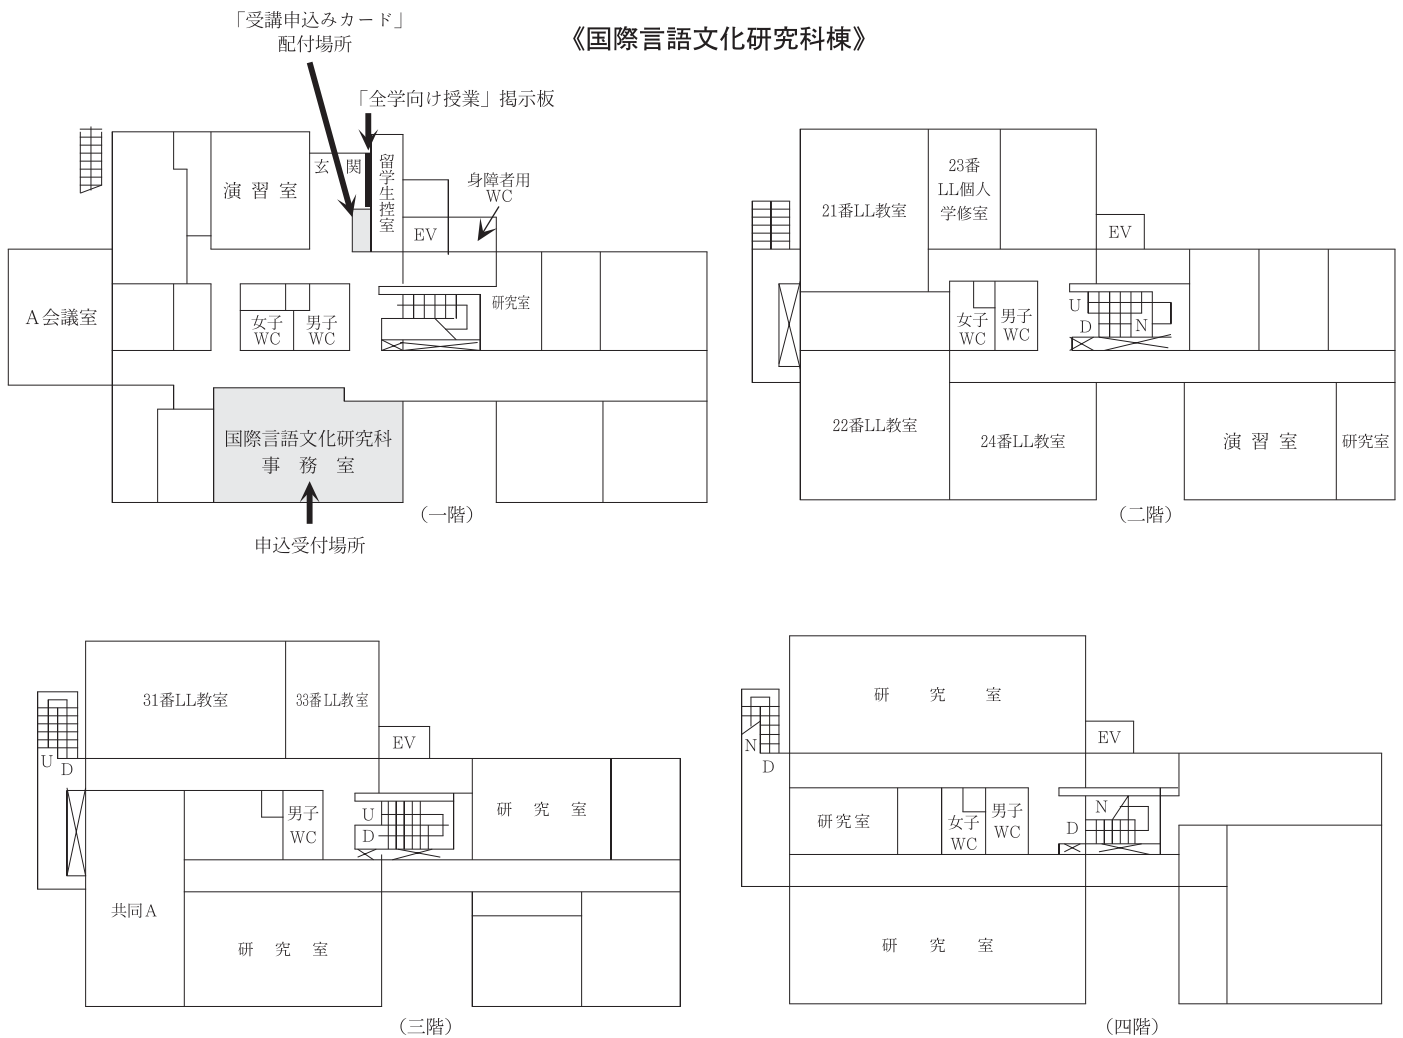 《国際言語文化研究科棟》
「受講申込みカード」
配付場所
「全学向け授業」掲示板
玄関
留学生控室
身障者用
WC
演習室
EV
A会議室
女子
WC
男子
WC
研究室
国際言語文化研究科
事務室
申込受付場所
(一階)
23番
LL個人
学修室
21番LL教室
EV
U
D
N
女子
WC
男子
WC
22番LL教室
24番LL教室
演習室
研究室
(二階)
31番LL教室
33番LL教室
EV
U
D
男子
WC
U
D
研究室
共同A
研究室
(三階)
研究室
EV
N
D
研究室
女子
WC
男子
WC
N
D
研究室
(四階)